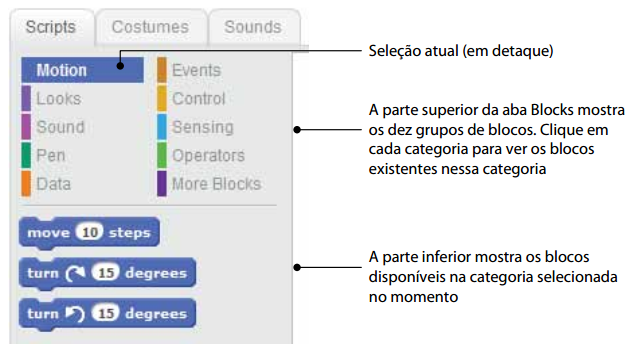 Scripts Costumes Sounds
Motion Events
Looks Control
Sound Sensing
Pen Operators
Data More Blocks
move 10 steps
turn 15 degrees
turn 15 degrees
Seleção atual (em detaque)
A parte superior da aba Blocks mostra
os dez grupos de blocos. Clique em
cada categoria para ver os blocos
existentes nessa categoria
A parte inferior mostra os blocos
disponíveis na categoria selecionada
no momento